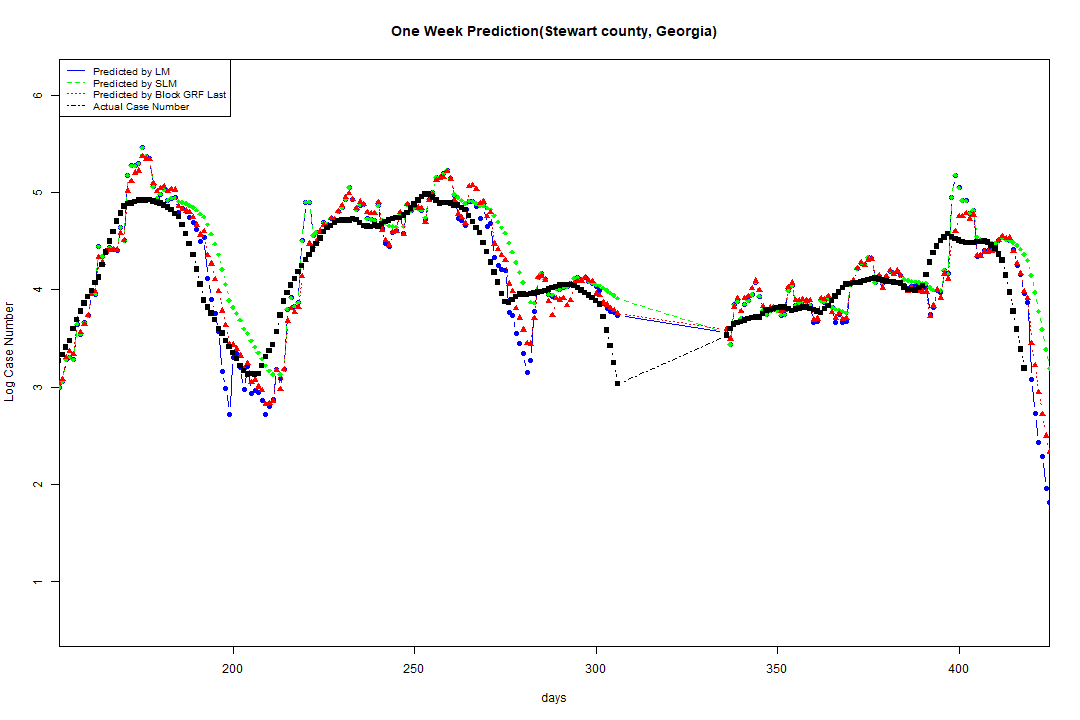 One Week Prediction(Stewart county, Georgia)
Predicted by LM
Predicted by SLM
Predicted by Block GRF Last
Actual Case Number
6
5
4
3
2
1
Log Case Number
200
250
300
350
400
days